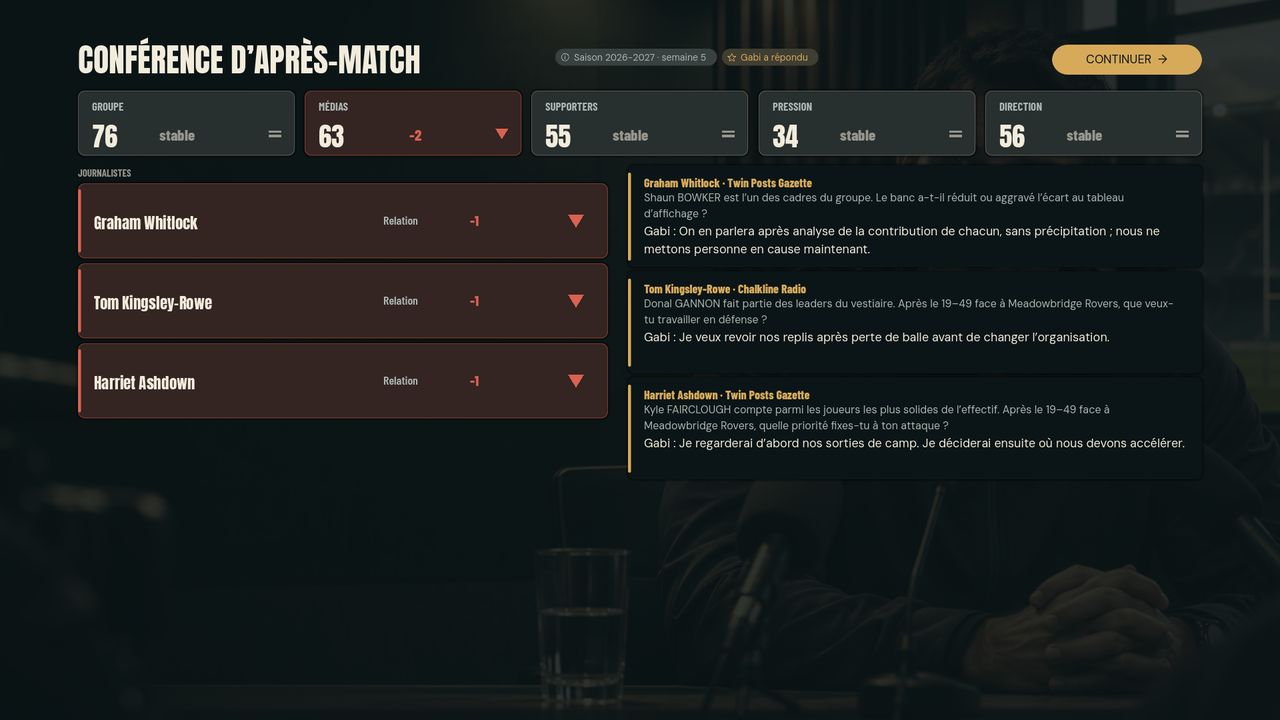 CONFÉRENCE D’APRÈS-MATCH
Saison 2026-2027 · semaine 5
Gabi a répondu
CONTINUER →
GROUPE
76 stable =
MÉDIAS
63 -2 ▼
SUPPORTERS
55 stable =
PRESSION
34 stable =
DIRECTION
56 stable =
JOURNALISTES
Graham Whitlock Relation -1 ▼
Tom Kingsley-Rowe Relation -1 ▼
Harriet Ashdown Relation -1 ▼
Graham Whitlock · Twin Posts Gazette
Shaun BOWKER est l’un des cadres du groupe. Le banc a-t-il réduit ou aggravé l’écart au tableau
d’affichage ?
Gabi : On en parlera après analyse de la contribution de chacun, sans précipitation ; nous ne
mettons personne en cause maintenant.
Tom Kingsley-Rowe · Chalkline Radio
Donal GANNON fait partie des leaders du vestiaire. Après le 19–49 face à Meadowbridge Rovers, que veux-
tu travailler en défense ?
Gabi : Je veux revoir nos replis après perte de balle avant de changer l’organisation.
Harriet Ashdown · Twin Posts Gazette
Kyle FAIRCLOUGH compte parmi les joueurs les plus solides de l’effectif. Après le 19–49 face à
Meadowbridge Rovers, quelle priorité fixes-tu à ton attaque ?
Gabi : Je regarderai d’abord nos sorties de camp. Je déciderai ensuite où nous devons accélérer.